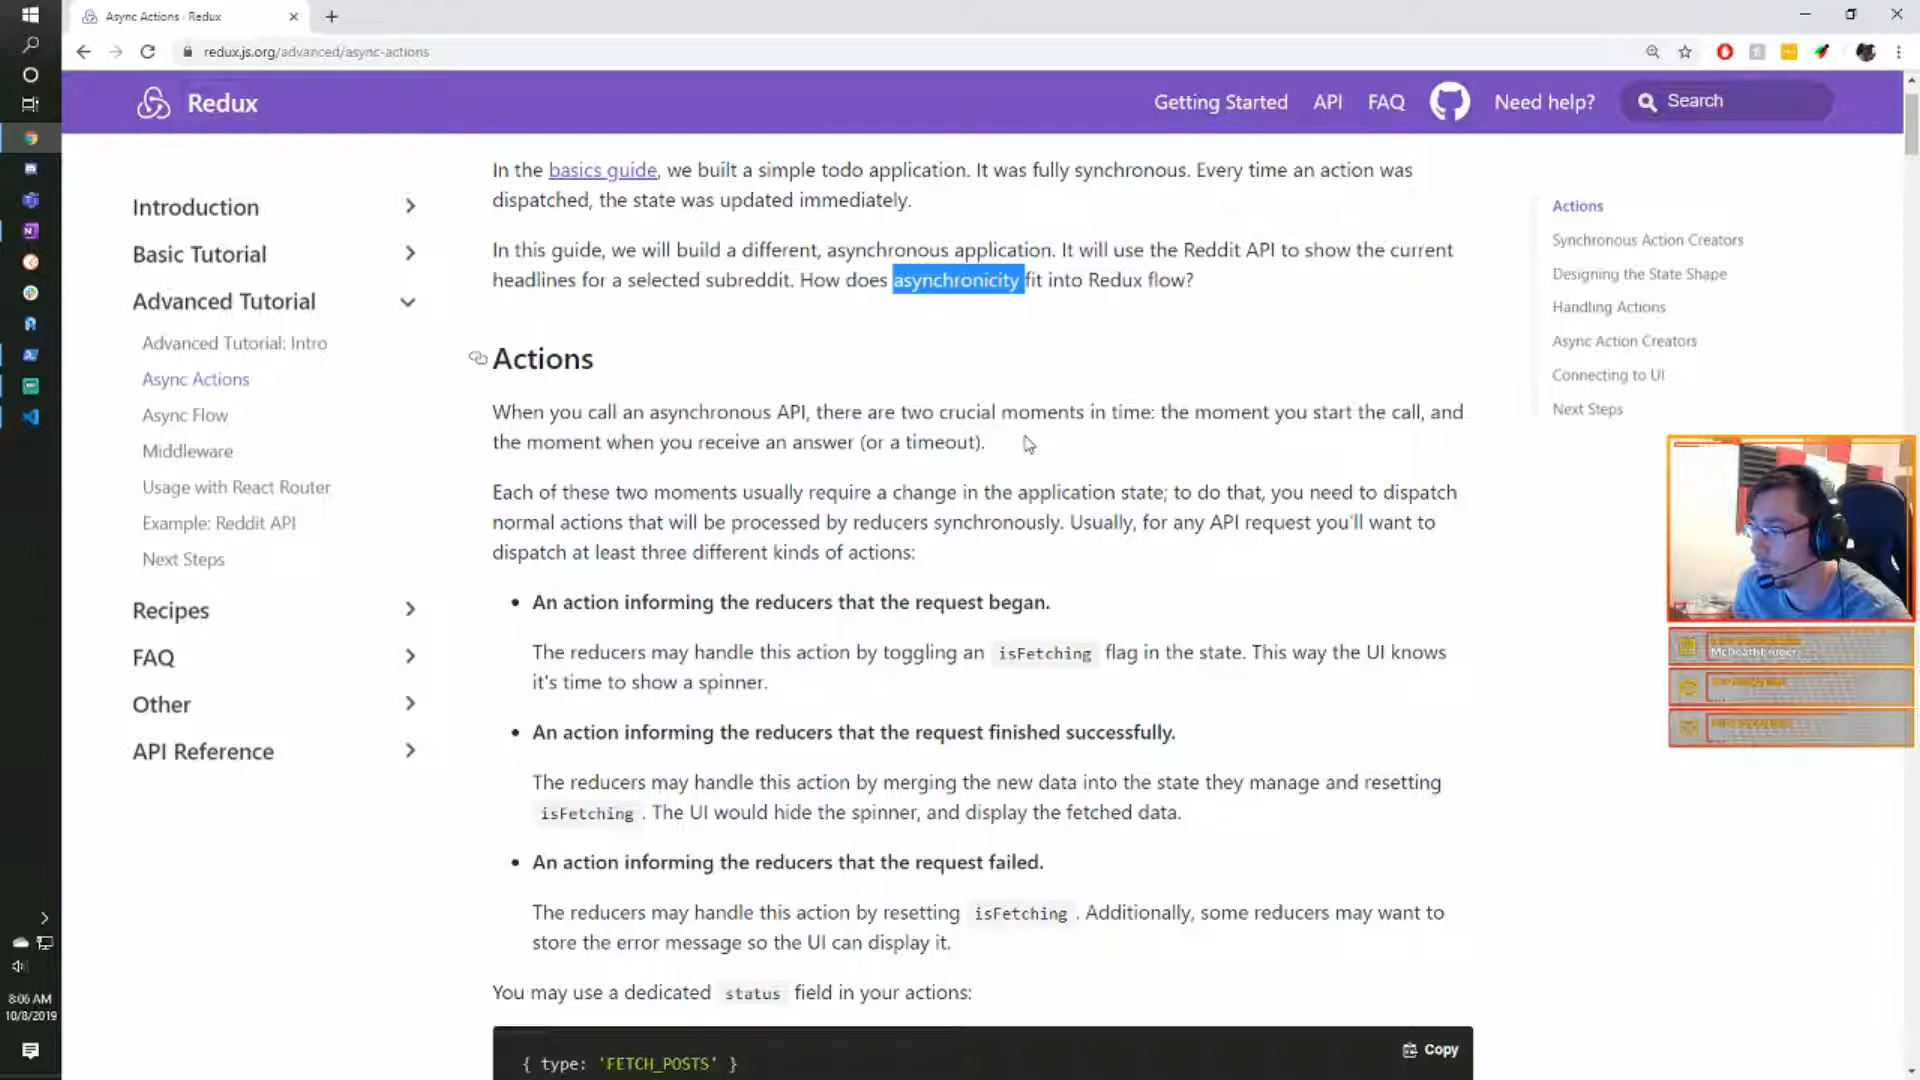 Async Actions · Redux
redux.js.org/advanced/async-actions
Redux
Getting Started
API
FAQ
Need help?
Search
Introduction
Basic Tutorial
Advanced Tutorial
Advanced Tutorial: Intro
Async Actions
Async Flow
Middleware
Usage with React Router
Example: Reddit API
Next Steps
Recipes
FAQ
Other
API Reference
In the basics guide, we built a simple todo application. It was fully synchronous. Every time an action was
dispatched, the state was updated immediately.
In this guide, we will build a different, asynchronous application. It will use the Reddit API to show the current
headlines for a selected subreddit. How does asynchronicity fit into Redux flow?
Actions
When you call an asynchronous API, there are two crucial moments in time: the moment you start the call, and
the moment when you receive an answer (or a timeout).
Each of these two moments usually require a change in the application state; to do that, you need to dispatch
normal actions that will be processed by reducers synchronously. Usually, for any API request you'll want to
dispatch at least three different kinds of actions:
• An action informing the reducers that the request began.
The reducers may handle this action by toggling an isFetching flag in the state. This way the UI knows
it's time to show a spinner.
• An action informing the reducers that the request finished successfully.
The reducers may handle this action by merging the new data into the state they manage and resetting
isFetching . The UI would hide the spinner, and display the fetched data.
• An action informing the reducers that the request failed.
The reducers may handle this action by resetting isFetching . Additionally, some reducers may want to
store the error message so the UI can display it.
You may use a dedicated status field in your actions:
{ type: 'FETCH_POSTS' }
Copy
Actions
Synchronous Action Creators
Designing the State Shape
Handling Actions
Async Action Creators
Connecting to UI
Next Steps
8:06 AM
10/8/2019